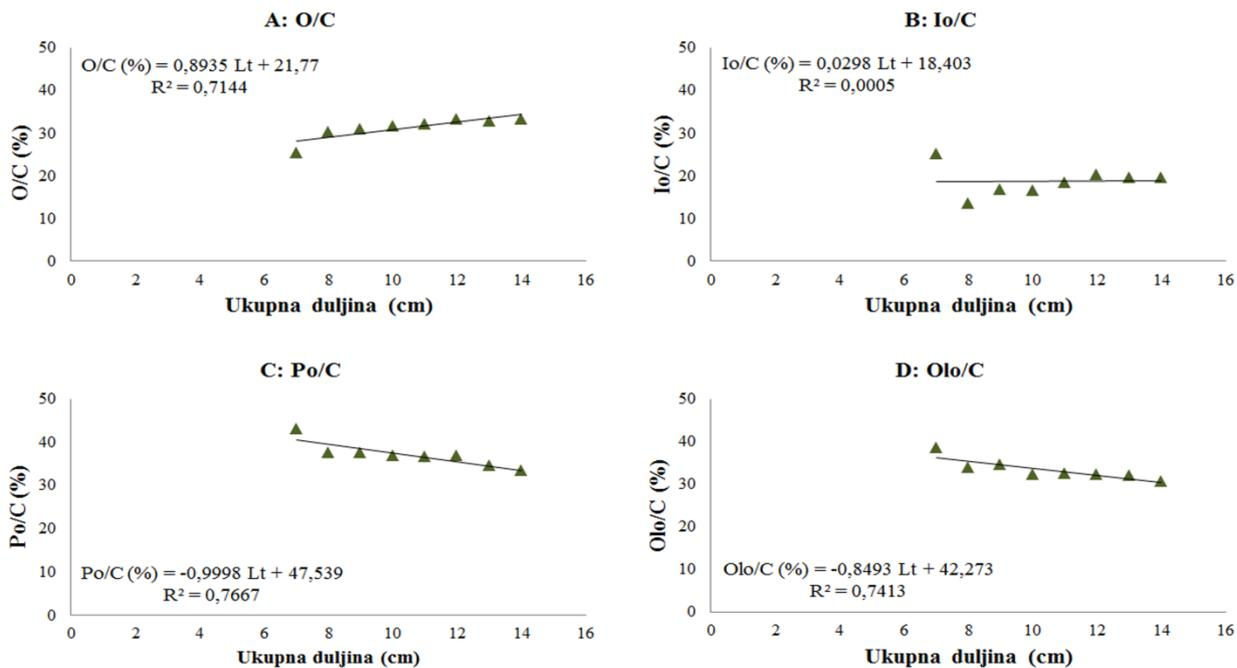 A: O/C
O/C (%) = 0,8935 Lt + 21,77
R² = 0,7144
O/C (%)
50
40
30
20
10
0
0 2 4 6 8 10 12 14 16
Ukupna duljina (cm)
B: Io/C
Io/C (%) = 0,0298 Lt + 18,403
R² = 0,0005
Io/C (%)
50
40
30
20
10
0
0 2 4 6 8 10 12 14 16
Ukupna duljina (cm)
C: Po/C
Po/C (%) = -0,9998 Lt + 47,539
R² = 0,7667
Po/C (%)
50
40
30
20
10
0
0 2 4 6 8 10 12 14 16
Ukupna duljina (cm)
D: Olo/C
Olo/C (%) = -0,8493 Lt + 42,273
R² = 0,7413
Olo/C (%)
50
40
30
20
10
0
0 2 4 6 8 10 12 14 16
Ukupna duljina (cm)